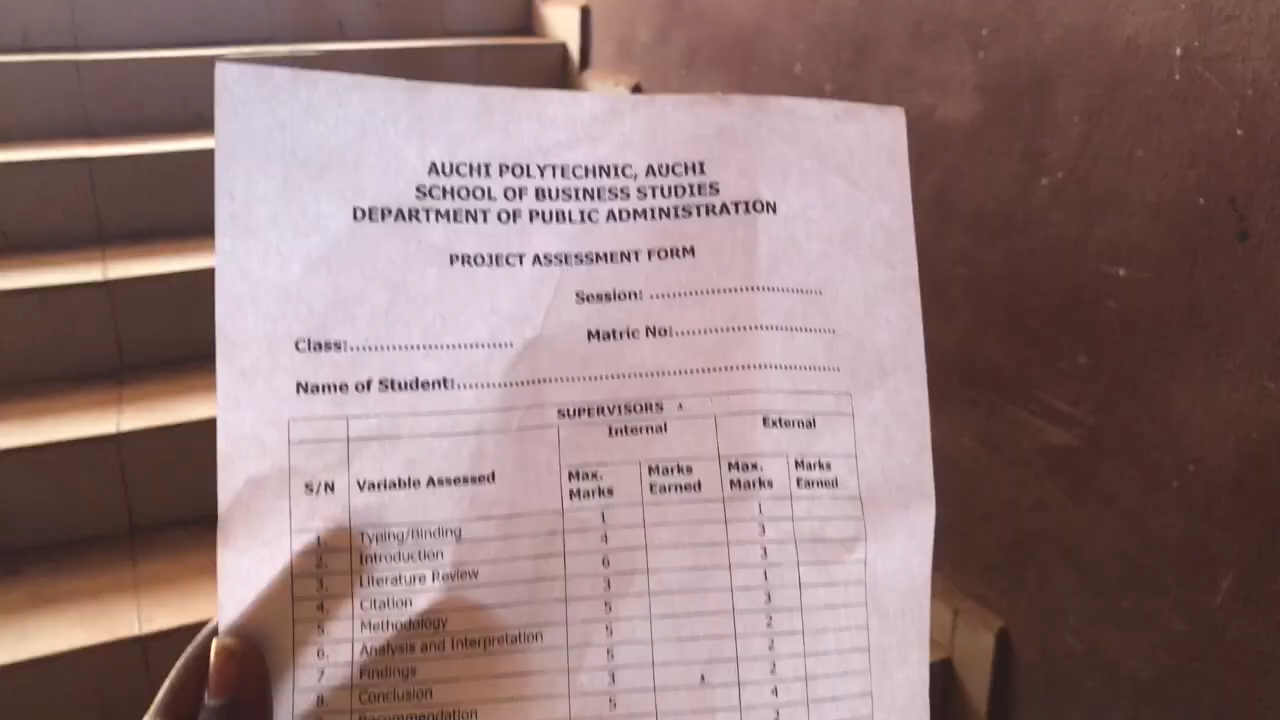 AUCHI POLYTECHNIC, AUCHI
SCHOOL OF BUSINESS STUDIES
DEPARTMENT OF PUBLIC ADMINISTRATION
PROJECT ASSESSMENT FORM
Session: ................................
Class:........................... Matric No:..............................
Name of Student:.....................................................................
SUPERVISORS
Internal External
S/N Variable Assessed Max. Marks Marks Earned Max. Marks Marks Earned
1. Typing/Binding 1 1
2. Introduction 4 3
3. Literature Review 6 3
4. Citation 3 1
5. Methodology 5 3
6. Analysis and Interpretation 5 2
7 Findings 5 2
8. Conclusion 3 2
Recommendation 5 4